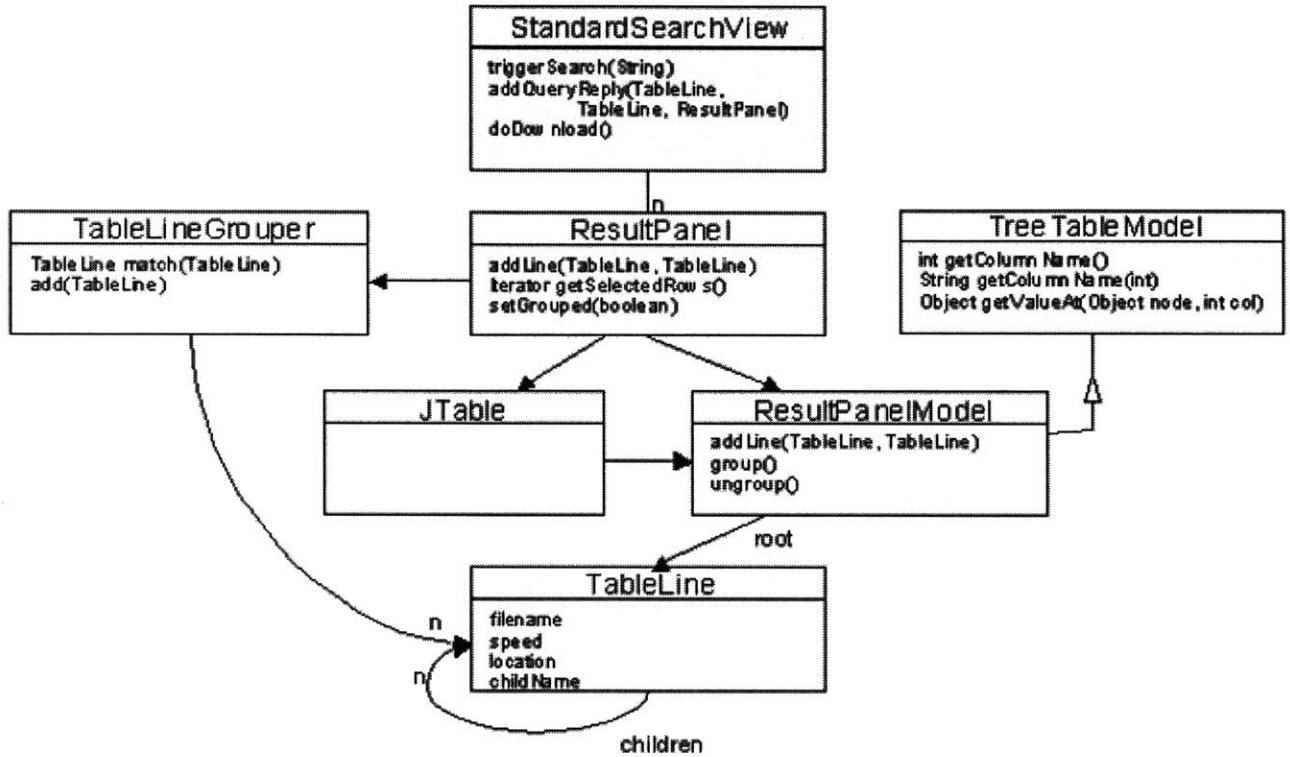 StandardSearchView
triggerSearch(String)
addQueryReply(TableLine,
TableLine, ResultPanel)
doDownload()
n
TableLineGrouper
TableLine match(TableLine)
add(TableLine)
ResultPanel
addLine(TableLine, TableLine)
Iterator getSelectedRows()
setGrouped(boolean)
TreeTableModel
int getColumnName()
String getColumnName(int)
Object getValueAt(Object node, int col)
JTable
ResultPanelModel
addLine(TableLine, TableLine)
group()
ungroup()
root
TableLine
filename
speed
location
childName
n
n
children